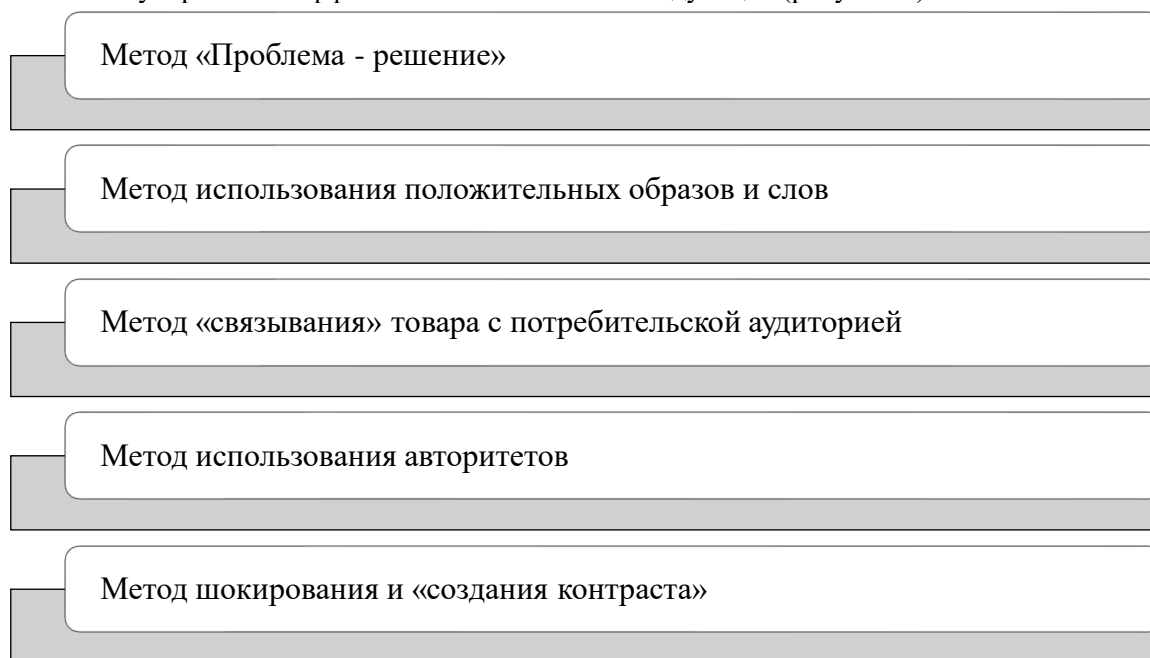 Метод «Проблема - решение»
Метод использования положительных образов и слов
Метод «связывания» товара с потребительской аудиторией
Метод использования авторитетов
Метод шокирования и «создания контраста»